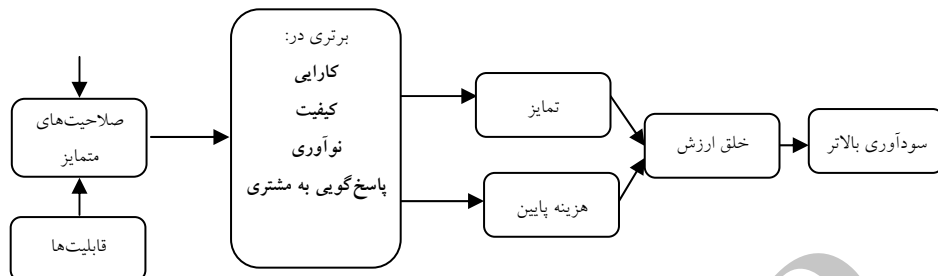 برتری در:
کارایی
کیفیت
نوآوری
پاسخ‌گویی به مشتری
صلاحیت‌های
متمایز
قابلیت‌ها
تمایز
هزینه پایین
خلق ارزش
سودآوری بالاتر